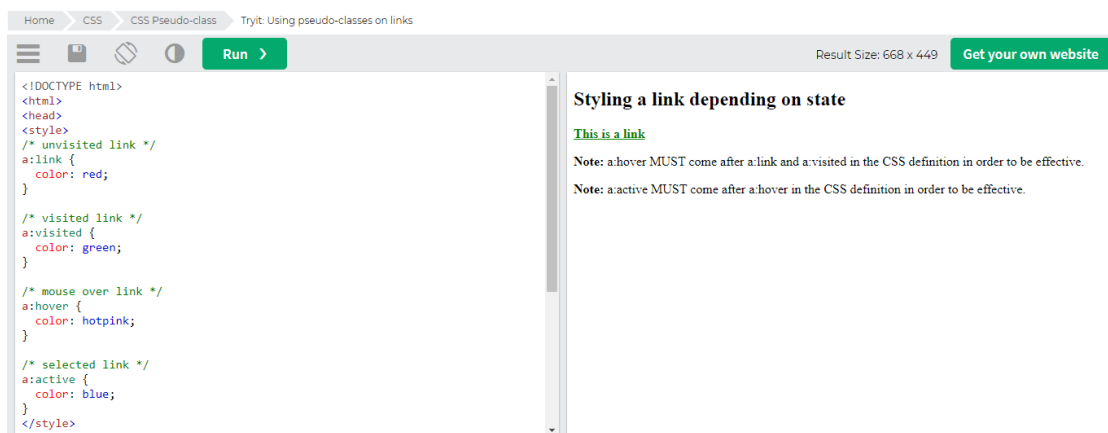 Home CSS CSS Pseudo-class Tryit: Using pseudo-classes on links
Run ❯ Result Size: 668 x 449 Get your own website
<!DOCTYPE html>
<html>
<head>
<style>
/* unvisited link */
a:link {
  color: red;
}

/* visited link */
a:visited {
  color: green;
}

/* mouse over link */
a:hover {
  color: hotpink;
}

/* selected link */
a:active {
  color: blue;
}
</style>
Styling a link depending on state
This is a link
Note: a:hover MUST come after a:link and a:visited in the CSS definition in order to be effective.
Note: a:active MUST come after a:hover in the CSS definition in order to be effective.